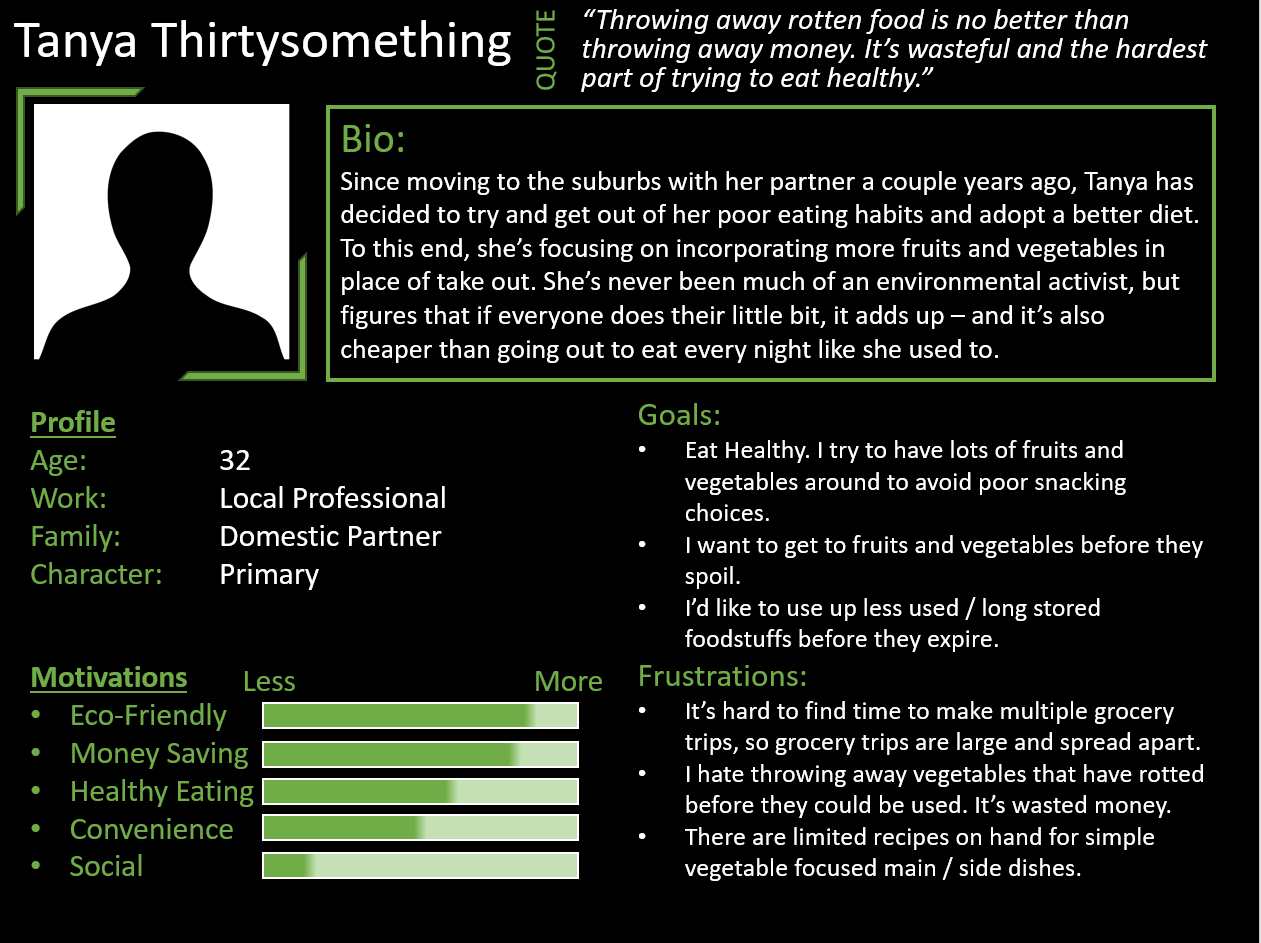 Tanya Thirtysomething
QUOTE
“Throwing away rotten food is no better than
throwing away money. It’s wasteful and the hardest
part of trying to eat healthy.”
Bio:
Since moving to the suburbs with her partner a couple years ago, Tanya has
decided to try and get out of her poor eating habits and adopt a better diet.
To this end, she’s focusing on incorporating more fruits and vegetables in
place of take out. She’s never been much of an environmental activist, but
figures that if everyone does their little bit, it adds up – and it’s also
cheaper than going out to eat every night like she used to.
Profile
Age: 32
Work: Local Professional
Family: Domestic Partner
Character: Primary
Motivations Less More
• Eco-Friendly
• Money Saving
• Healthy Eating
• Convenience
• Social
Goals:
• Eat Healthy. I try to have lots of fruits and
vegetables around to avoid poor snacking
choices.
• I want to get to fruits and vegetables before they
spoil.
• I’d like to use up less used / long stored
foodstuffs before they expire.
Frustrations:
• It’s hard to find time to make multiple grocery
trips, so grocery trips are large and spread apart.
• I hate throwing away vegetables that have rotted
before they could be used. It’s wasted money.
• There are limited recipes on hand for simple
vegetable focused main / side dishes.